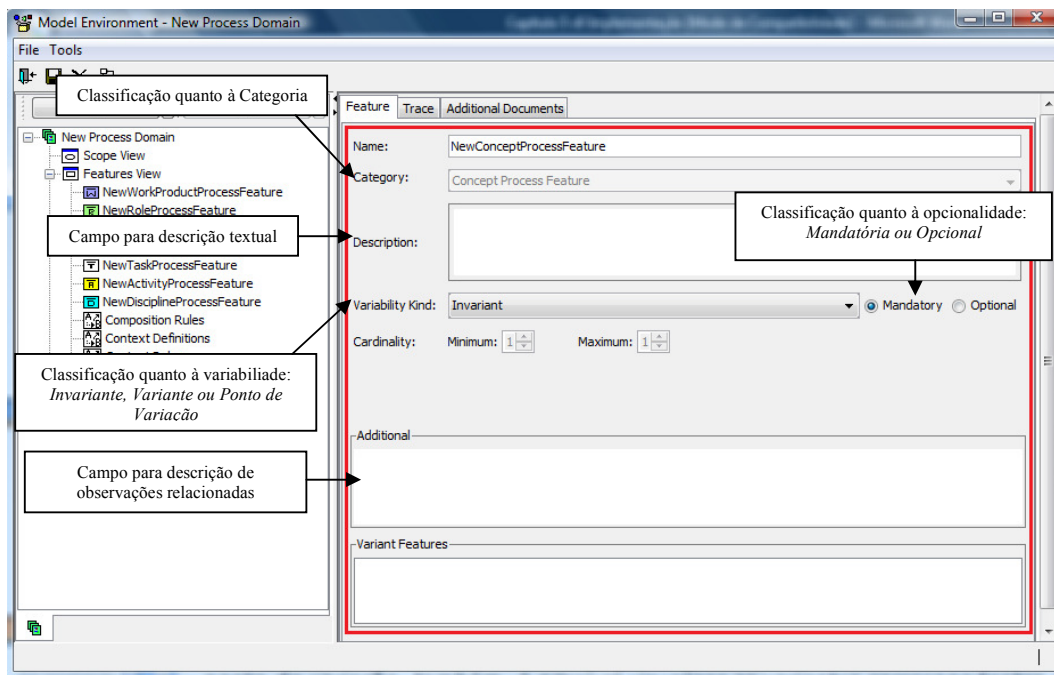 Model Environment - New Process Domain
File Tools
Classificação quanto à Categoria
Feature Trace Additional Documents
New Process Domain
Scope View
Features View
NewWorkProductProcessFeature
NewRoleProcessFeature
Campo para descrição textual
NewTaskProcessFeature
NewActivityProcessFeature
NewDisciplineProcessFeature
Composition Rules
Context Definitions
Classificação quanto à variabiliade:
Invariante, Variante ou Ponto de
Variacão
Campo para descrição de
observações relacionadas
Name: NewConceptProcessFeature
Category: Concept Process Feature
Classificação quanto à opcionalidade:
Mandatória ou Opcional
Description:
Variability Kind: Invariant Mandatory Optional
Cardinality: Minimum: 1 Maximum: 1
Additional
Variant Features